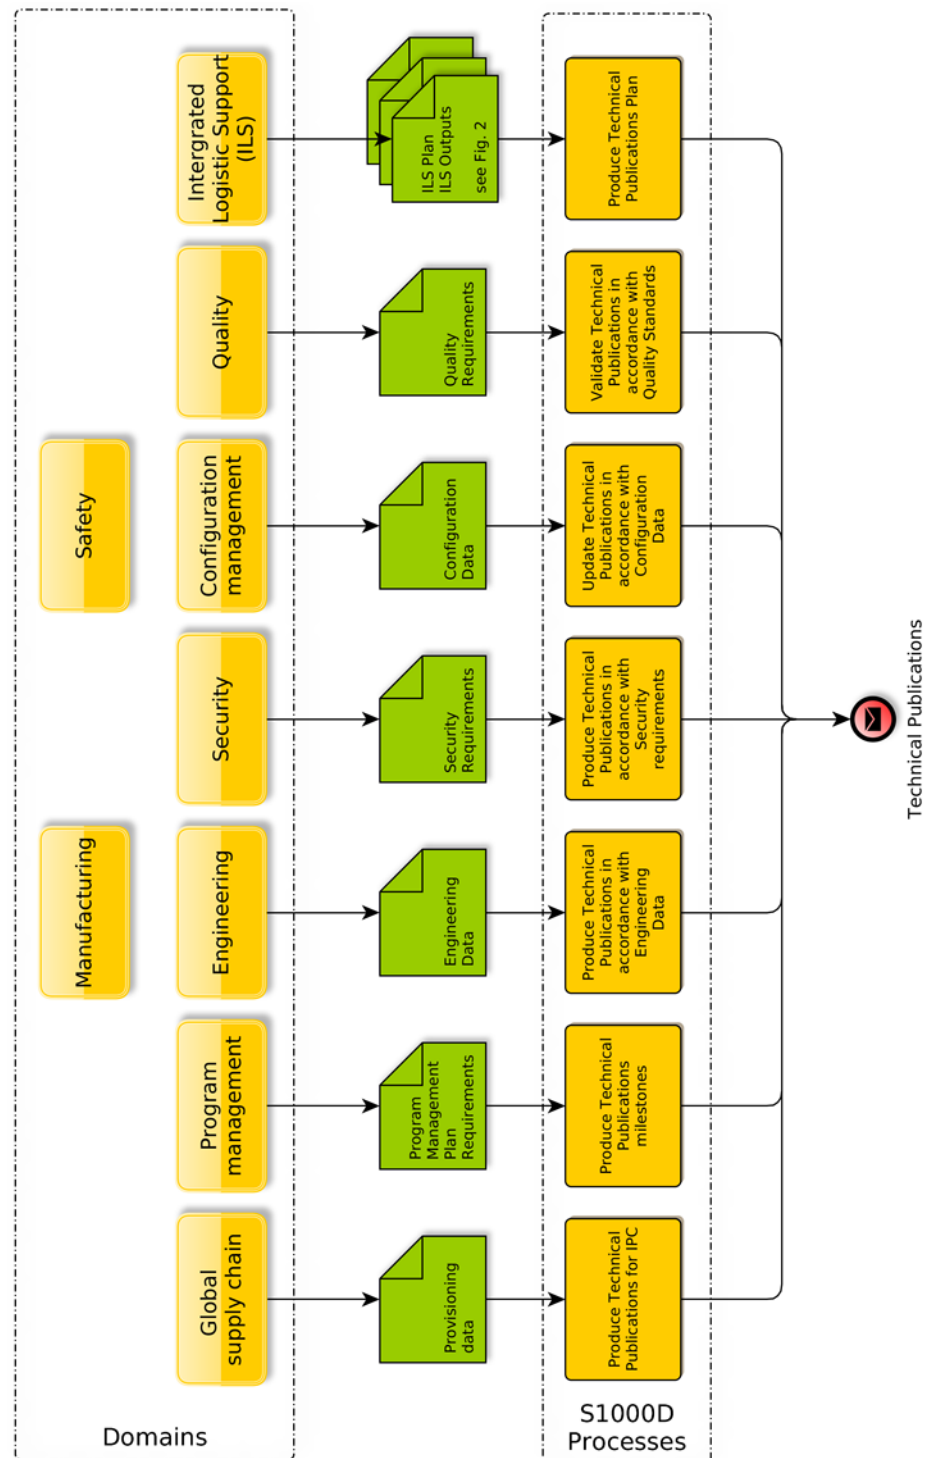 Domains
Global
supply chain
Program
management
Manufacturing
Engineering
Security
Safety
Configuration
management
Quality
Intergrated
Logistic Support
(ILS)
Provisioning
data
Program
Management
Plan
Requirements
Engineering
Data
Security
Requirements
Configuration
Data
Quality
Requirements
ILS Plan
ILS Outputs
see Fig. 2
S1000D
Processes
Produce Technical
Publications for IPC
Produce Technical
Publications
milestones
Produce Technical
Publications in
accordance with
Engineering
Data
Produce Technical
Publications in
accordance with
Security
requirements
Update Technical
Publications in
accordance with
Configuration
Data
Validate Technical
Publications in
accordance with
Quality Standards
Produce Technical
Publications Plan
Technical Publications